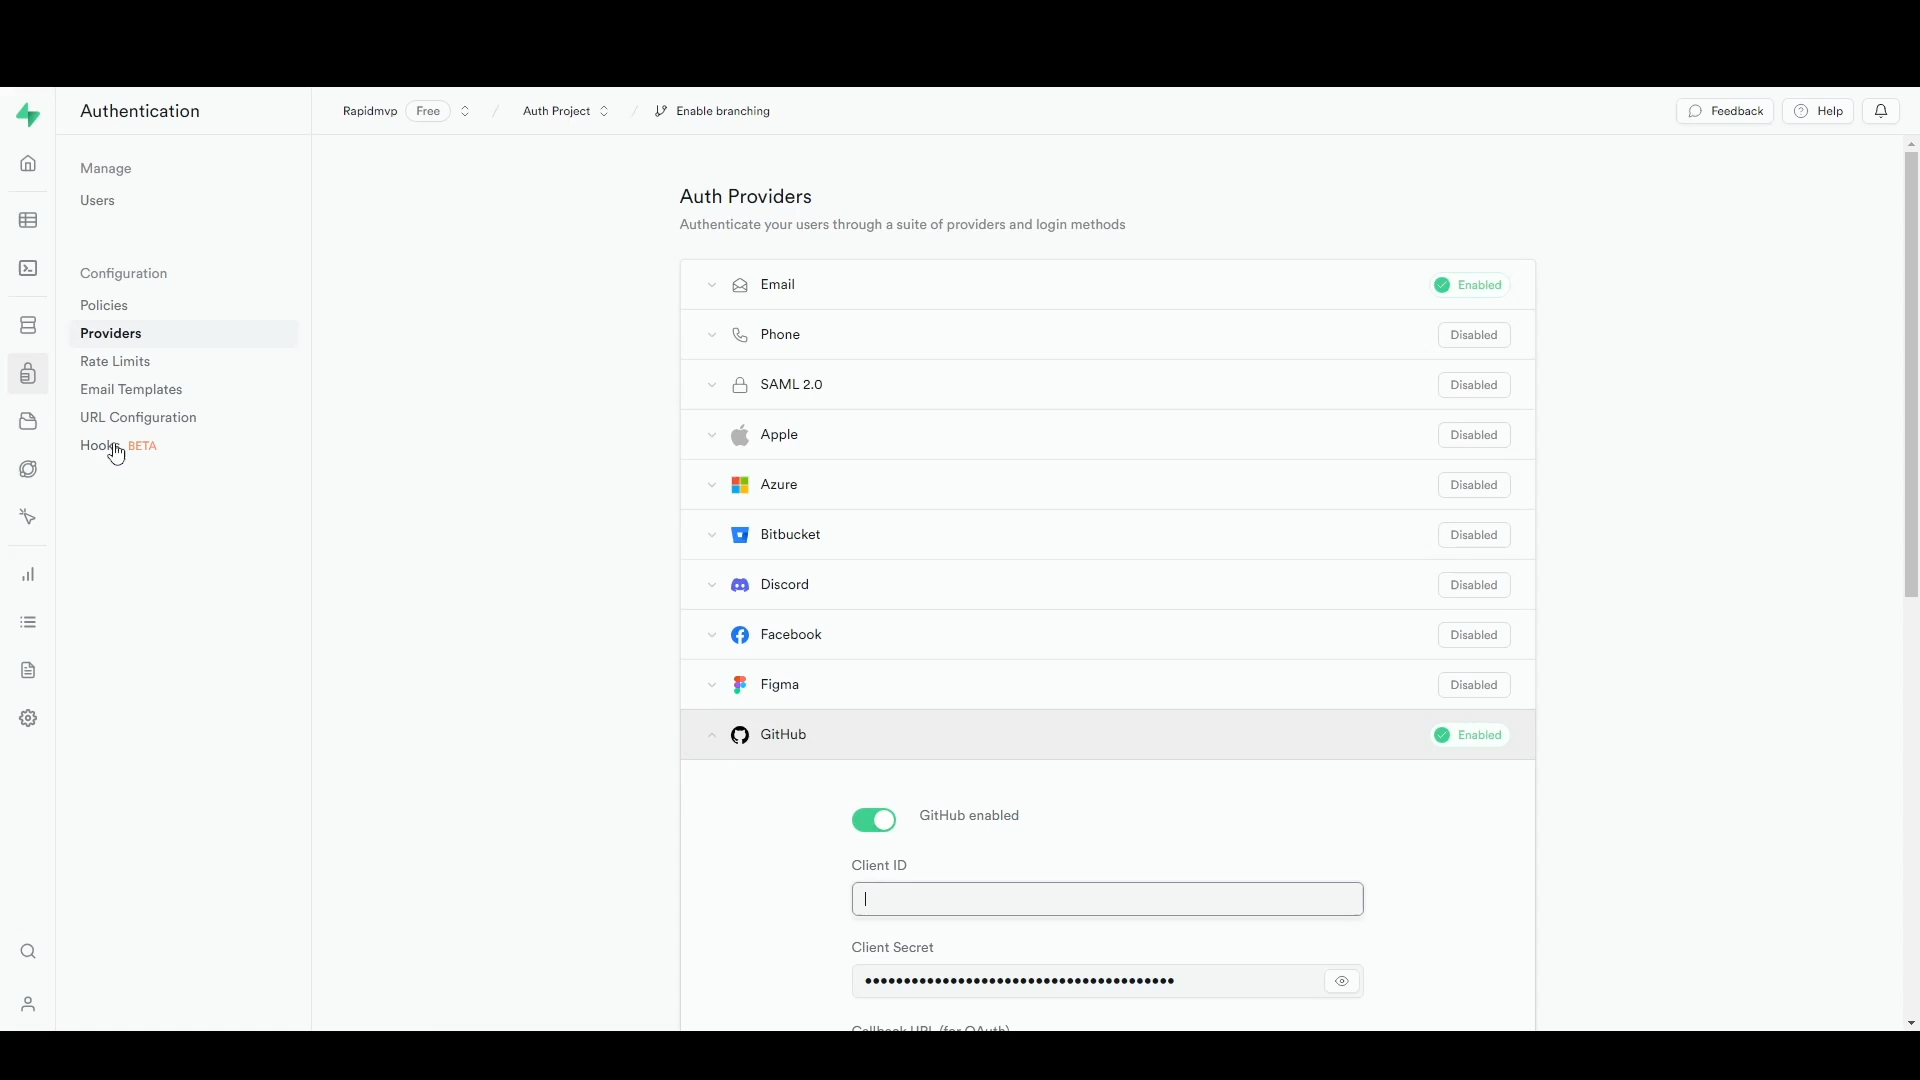 Authentication
Rapidmvp Free / Auth Project / Enable branching
Feedback Help
Manage
Users
Configuration
Policies
Providers
Rate Limits
Email Templates
URL Configuration
Hooks BETA
Auth Providers
Authenticate your users through a suite of providers and login methods
Email Enabled
Phone Disabled
SAML 2.0 Disabled
Apple Disabled
Azure Disabled
Bitbucket Disabled
Discord Disabled
Facebook Disabled
Figma Disabled
GitHub Enabled
GitHub enabled
Client ID
Client Secret
••••••••••••••••••••••••••••••••••••••••
Callback URL (for OAuth)